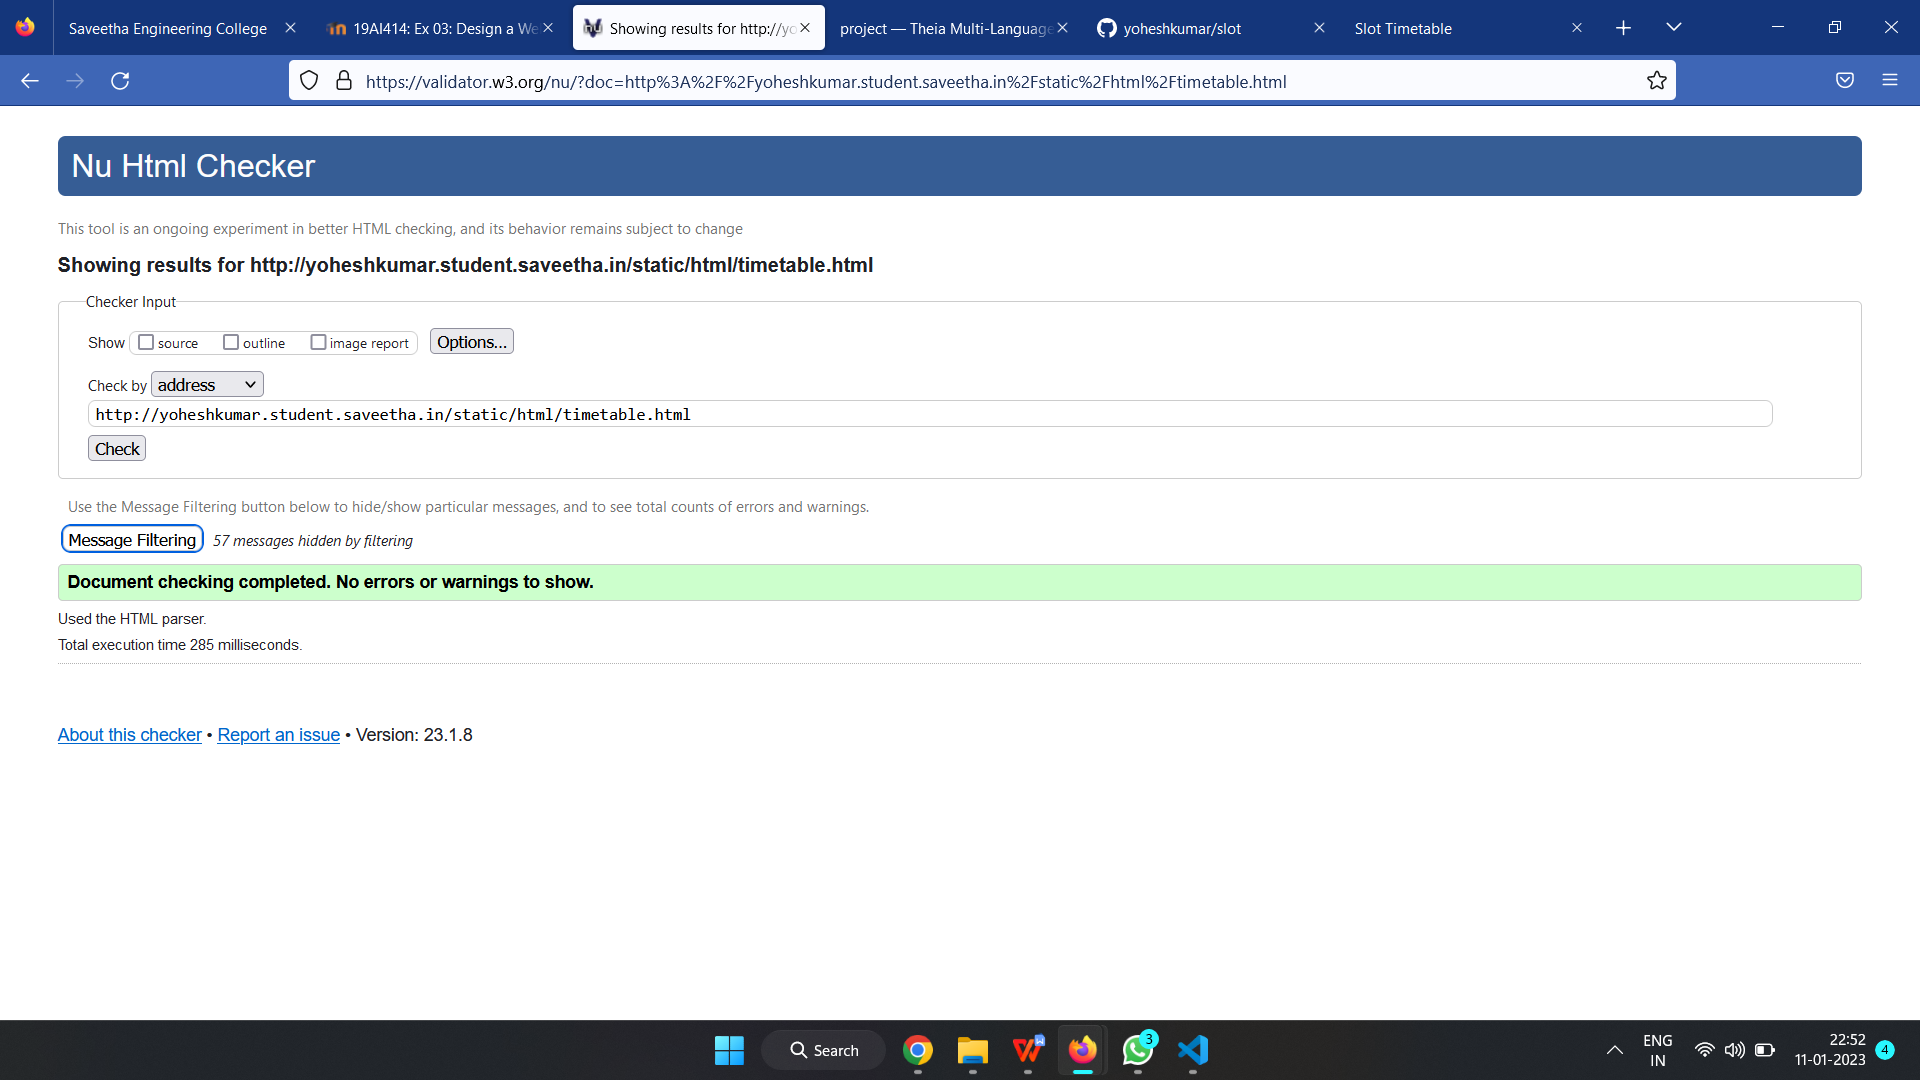 Saveetha Engineering College
19AI414: Ex 03: Design a We
Showing results for http://yo
project — Theia Multi-Language
yoheshkumar/slot
Slot Timetable
https://validator.w3.org/nu/?doc=http%3A%2F%2Fyoheshkumar.student.saveetha.in%2Fstatic%2Fhtml%2Ftimetable.html
Nu Html Checker
This tool is an ongoing experiment in better HTML checking, and its behavior remains subject to change
Showing results for http://yoheshkumar.student.saveetha.in/static/html/timetable.html
Checker Input
Show source outline image report Options...
Check by address
http://yoheshkumar.student.saveetha.in/static/html/timetable.html
Check
Use the Message Filtering button below to hide/show particular messages, and to see total counts of errors and warnings.
Message Filtering 57 messages hidden by filtering
Document checking completed. No errors or warnings to show.
Used the HTML parser.
Total execution time 285 milliseconds.
About this checker • Report an issue • Version: 23.1.8
Search
3
ENG
IN
22:52
11-01-2023
4